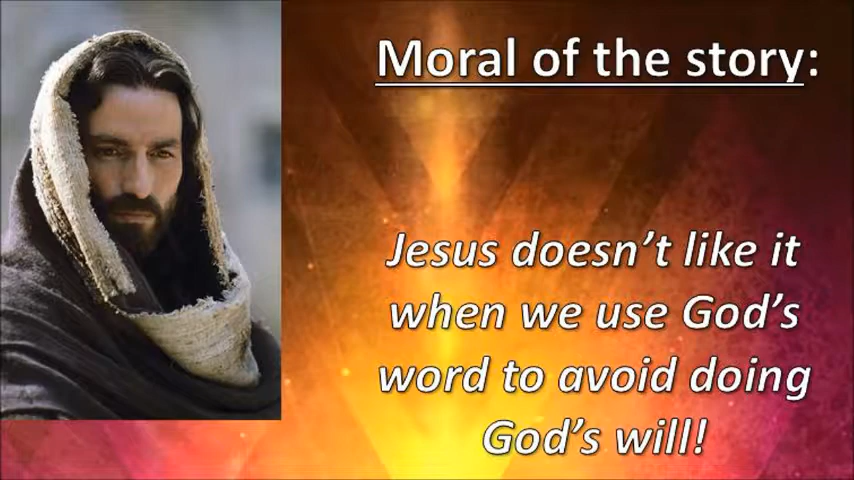 Moral of the story:
Jesus doesn’t like it
when we use God’s
word to avoid doing
God’s will!